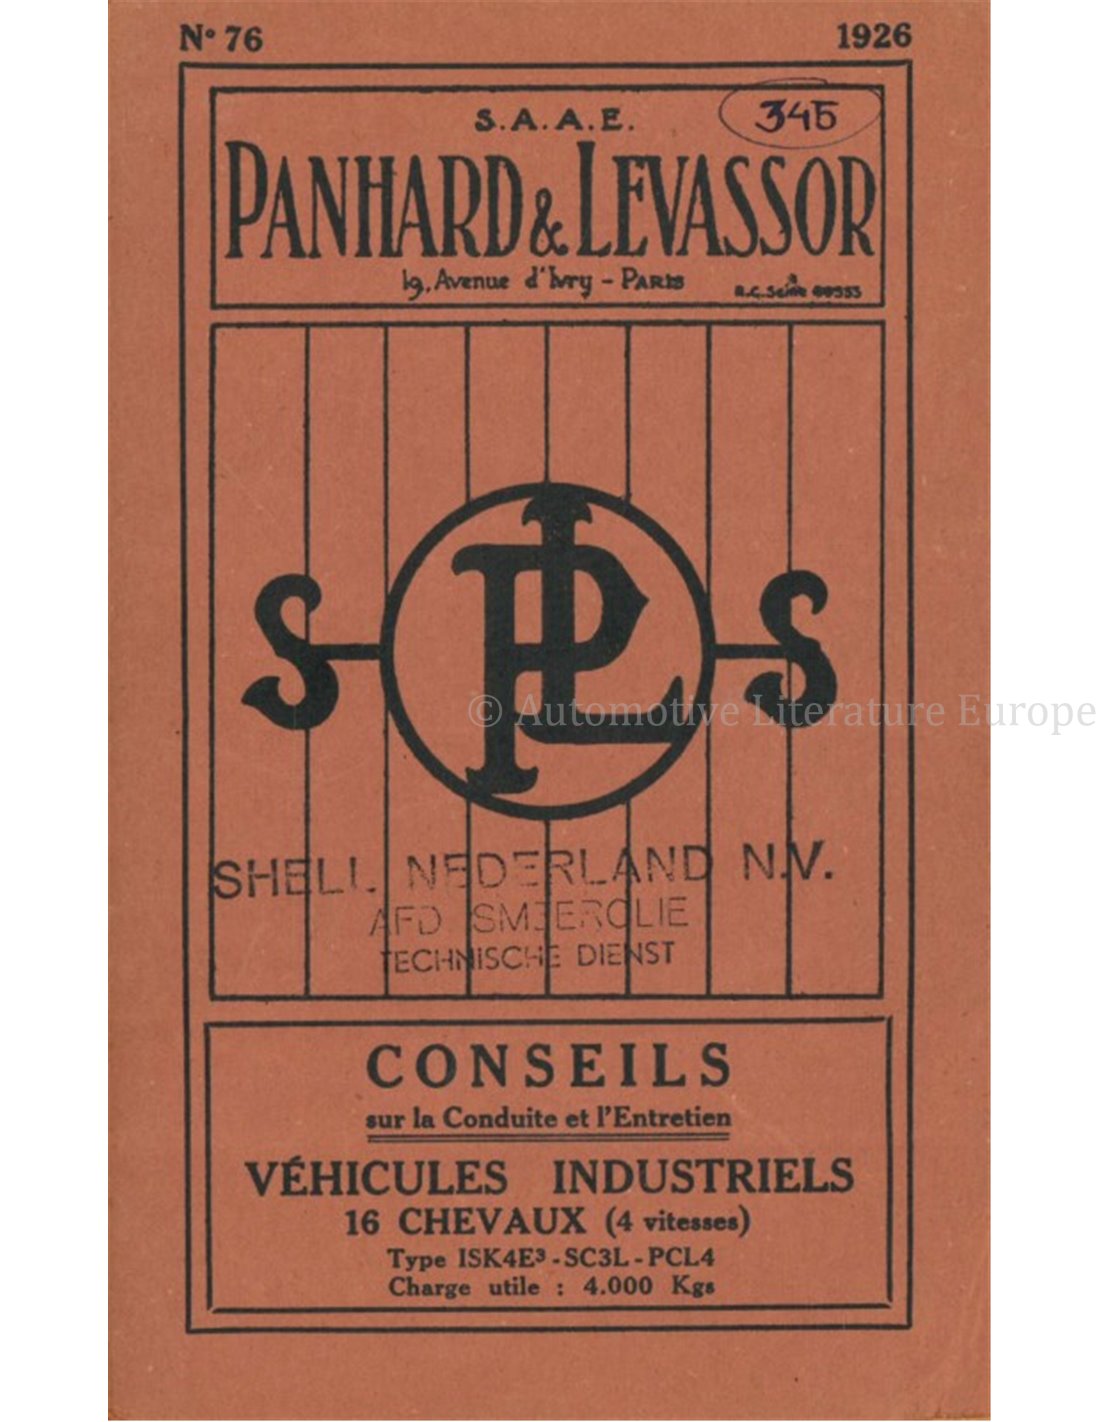 N° 76
1926
345
S.A.A.E.
PANHARD & LEVASSOR
19, Avenue d'Ivry - PARIS
R.C. Seine
S PL S
© Automotive Literature Europe
SHELL NEDERLAND N.V.
AFD SMEEROLIE
TECHNISCHE DIENST
CONSEILS
sur la Conduite et l'Entretien
VÉHICULES INDUSTRIELS
16 CHEVAUX (4 vitesses)
Type ISK4E³ - SC3L - PCL4
Charge utile : 4.000 Kgs